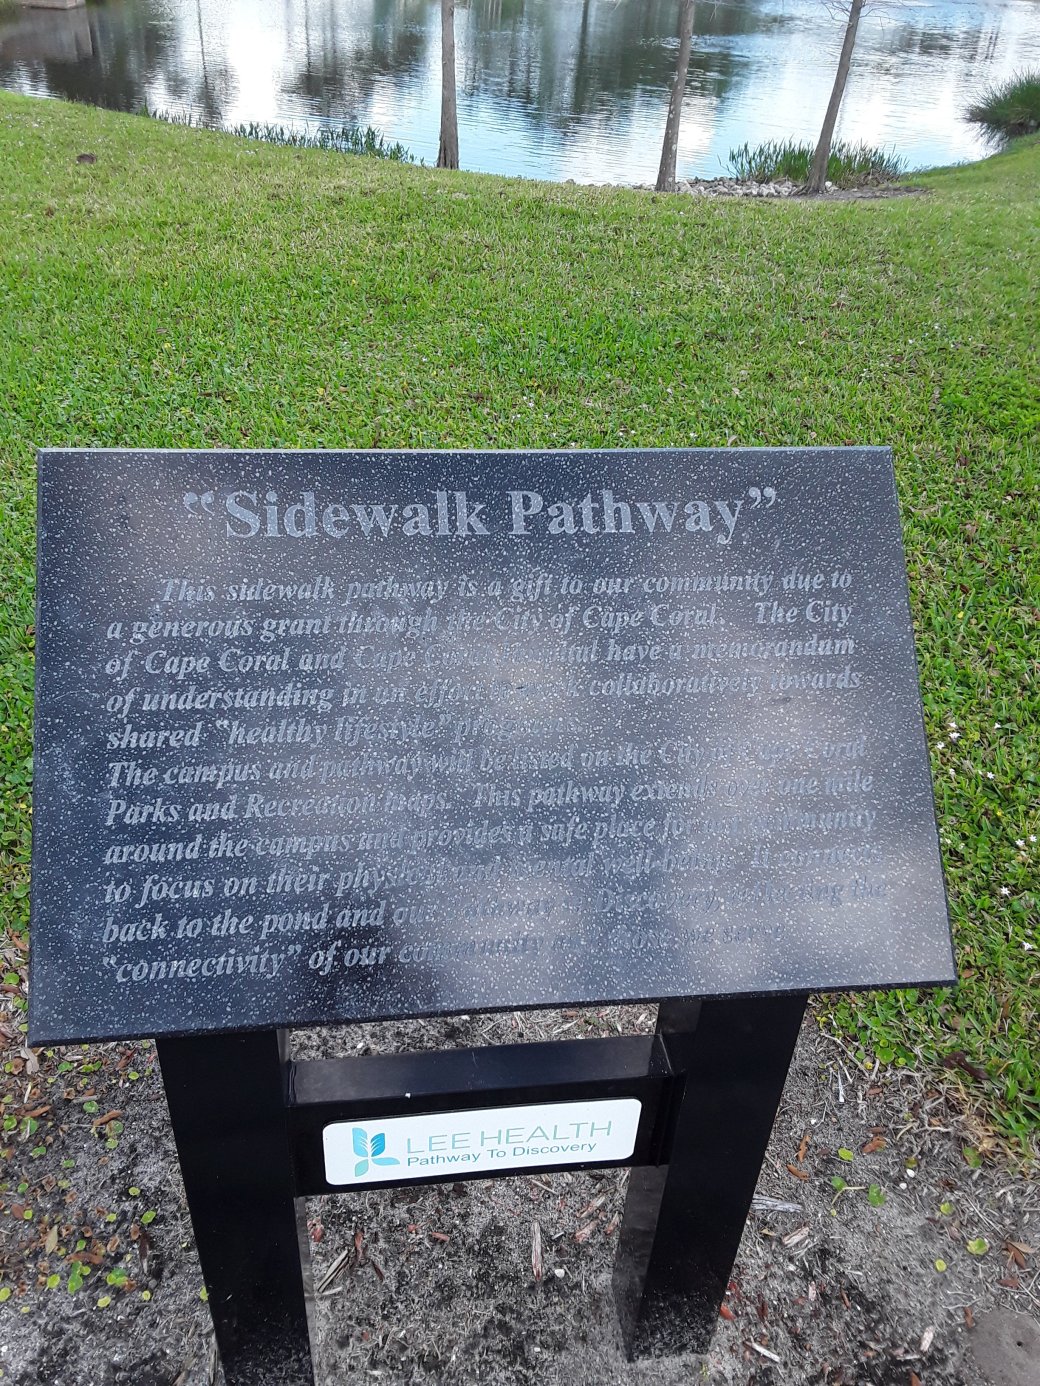 “Sidewalk Pathway”
This sidewalk pathway is a gift to our community due to
a generous grant through the City of Cape Coral. The City
of Cape Coral and Cape Coral Hospital have a memorandum
of understanding in an effort to work collaboratively towards
shared "healthy lifestyle" programs.
The campus and pathway will be listed on the City of Cape Coral
Parks and Recreation maps. This pathway extends over one mile
around the campus and provides a safe place for our community
to focus on their physical and mental well-being. It connects
back to the pond and our Pathway to Discovery, increasing the
“connectivity” of our community and those we serve.
LEE HEALTH
Pathway To Discovery